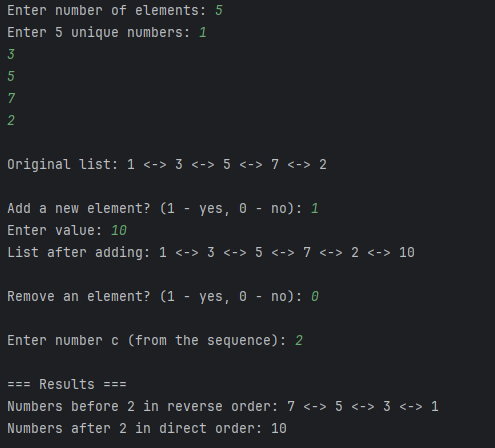 Enter number of elements: 5
Enter 5 unique numbers: 1
3
5
7
2
Original list: 1 <-> 3 <-> 5 <-> 7 <-> 2
Add a new element? (1 - yes, 0 - no): 1
Enter value: 10
List after adding: 1 <-> 3 <-> 5 <-> 7 <-> 2 <-> 10
Remove an element? (1 - yes, 0 - no): 0
Enter number c (from the sequence): 2
=== Results ===
Numbers before 2 in reverse order: 7 <-> 5 <-> 3 <-> 1
Numbers after 2 in direct order: 10